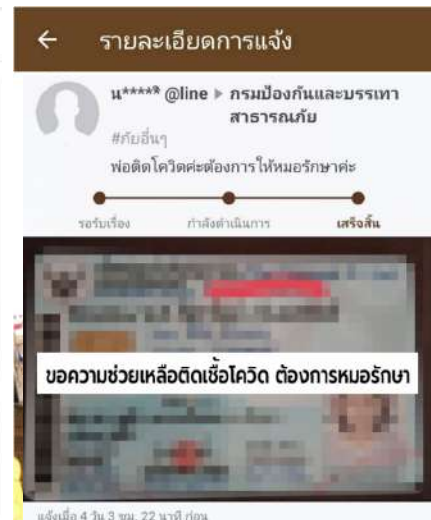 รายละเอียดการแจ้ง
น****ร @line ▸ กรมป้องกันและบรรเทา
สาธารณภัย
#ภัยอื่นๆ
พ่อติดโควิดค่ะต้องการให้หมอรักษาค่ะ
รอรับเรื่อง กำลังดำเนินการ เสร็จสิ้น
ขอความช่วยเหลือติดเชื้อโควิด ต้องการหมอรักษา
แจ้งเมื่อ 4 วัน 3 ชม. 22 นาที ก่อน